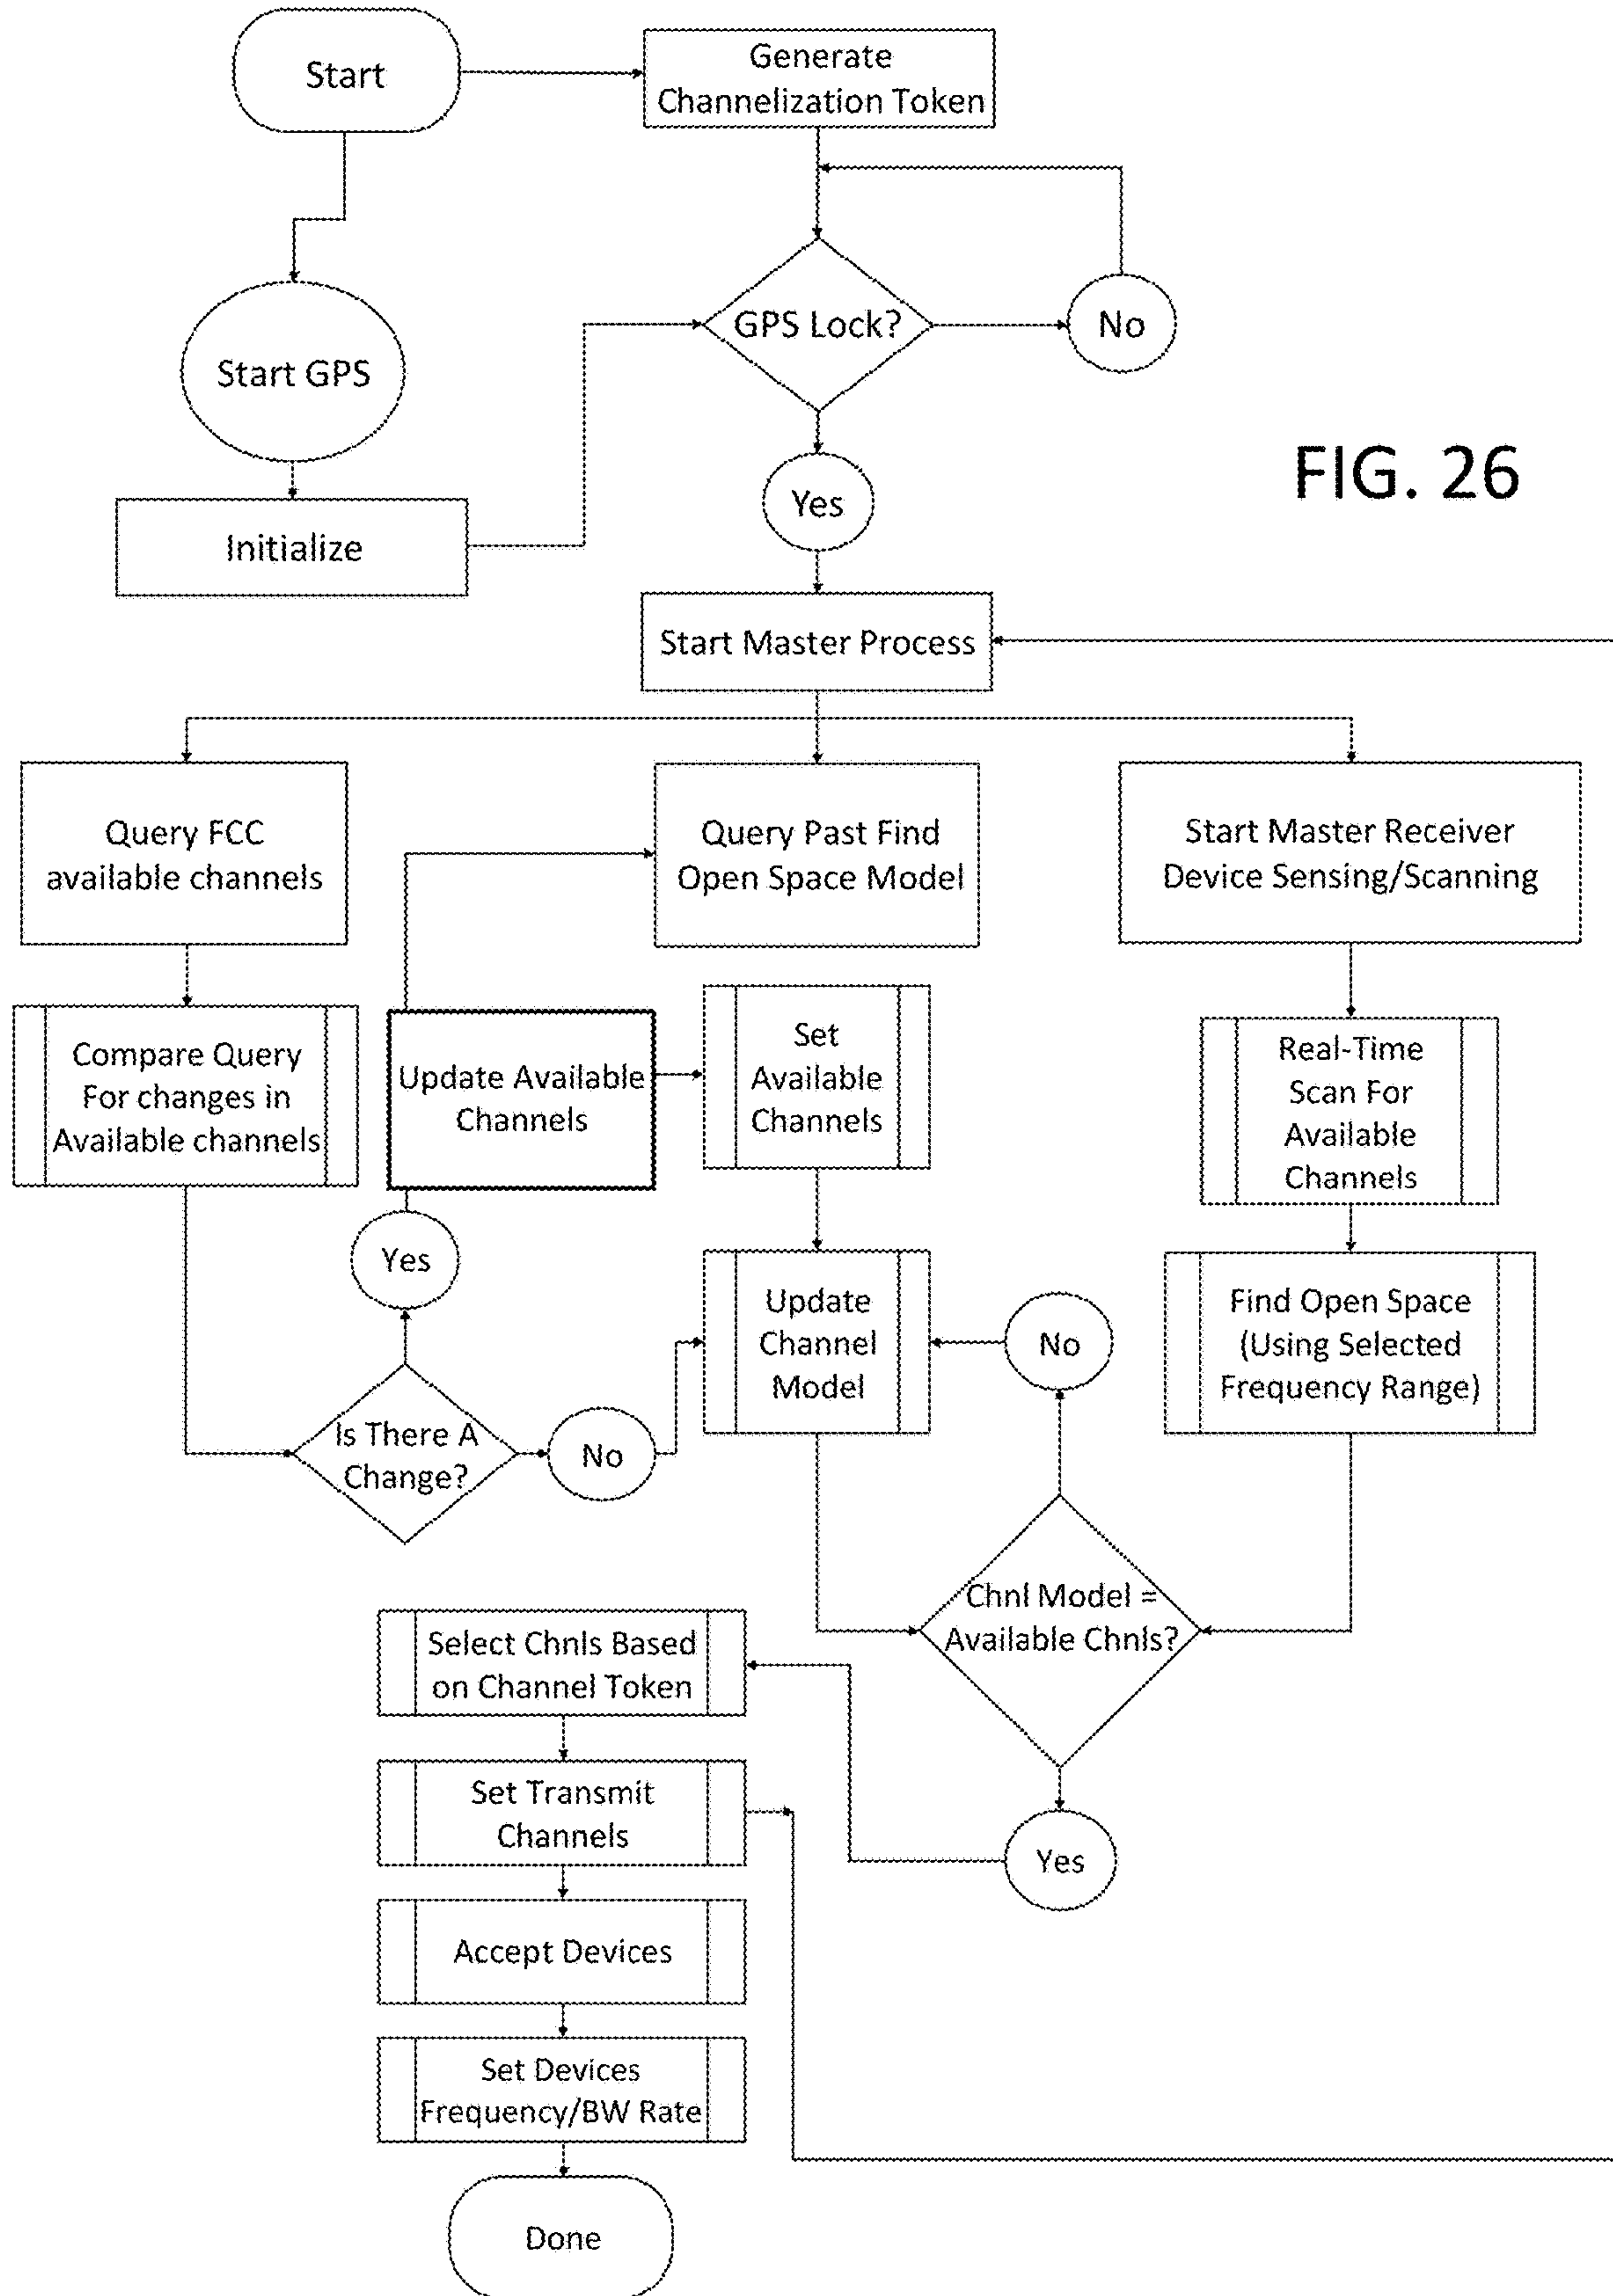 Start
Generate
Channelization Token
GPS Lock?
No
Start GPS
FIG. 26
Yes
Initialize
Start Master Process
Query FCC
available channels
Query Past Find
Open Space Model
Start Master Receiver
Device Sensing/Scanning
Compare Query
For changes in
Available channels
Update Available
Channels
Set
Available
Channels
Real-Time
Scan For
Available
Channels
Yes
Update
Channel
Model
No
Find Open Space
(Using Selected
Frequency Range)
Is There A
Change?
No
Chnl Model =
Available Chnls?
Select Chnls Based
on Channel Token
Set Transmit
Channels
Yes
Accept Devices
Set Devices
Frequency/BW Rate
Done